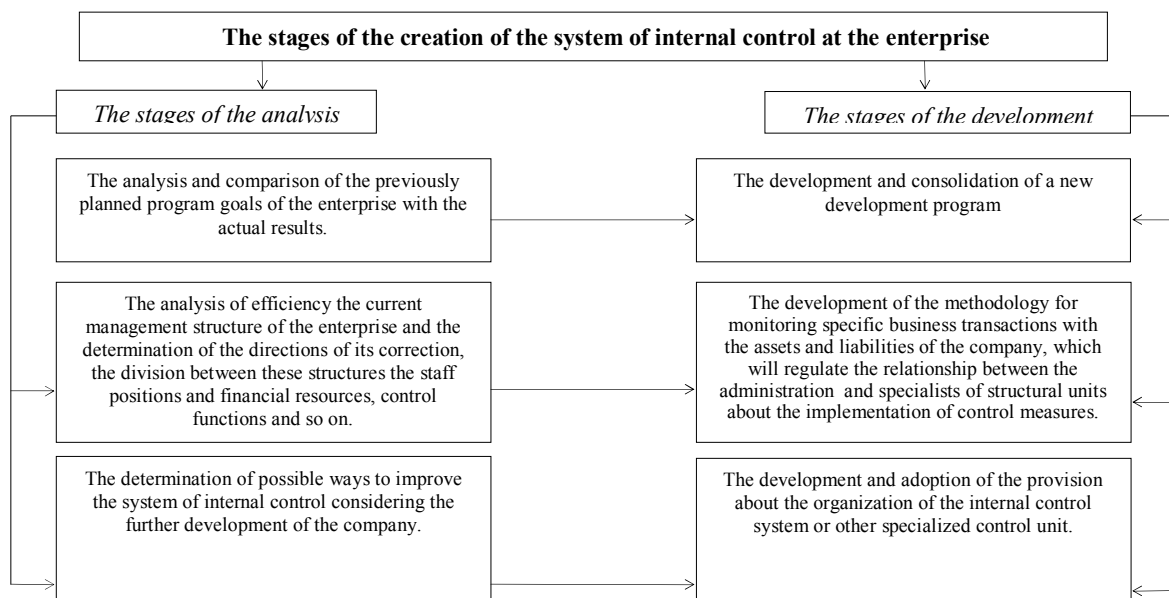 The stages of the creation of the system of internal control at the enterprise
The stages of the analysis
The stages of the development
The analysis and comparison of the previously
planned program goals of the enterprise with the
actual results.
The development and consolidation of a new
development program
The analysis of efficiency the current
management structure of the enterprise and the
determination of the directions of its correction,
the division between these structures the staff
positions and financial resources, control
functions and so on.
The development of the methodology for
monitoring specific business transactions with
the assets and liabilities of the company, which
will regulate the relationship between the
administration and specialists of structural units
about the implementation of control measures.
The determination of possible ways to improve
the system of internal control considering the
further development of the company.
The development and adoption of the provision
about the organization of the internal control
system or other specialized control unit.